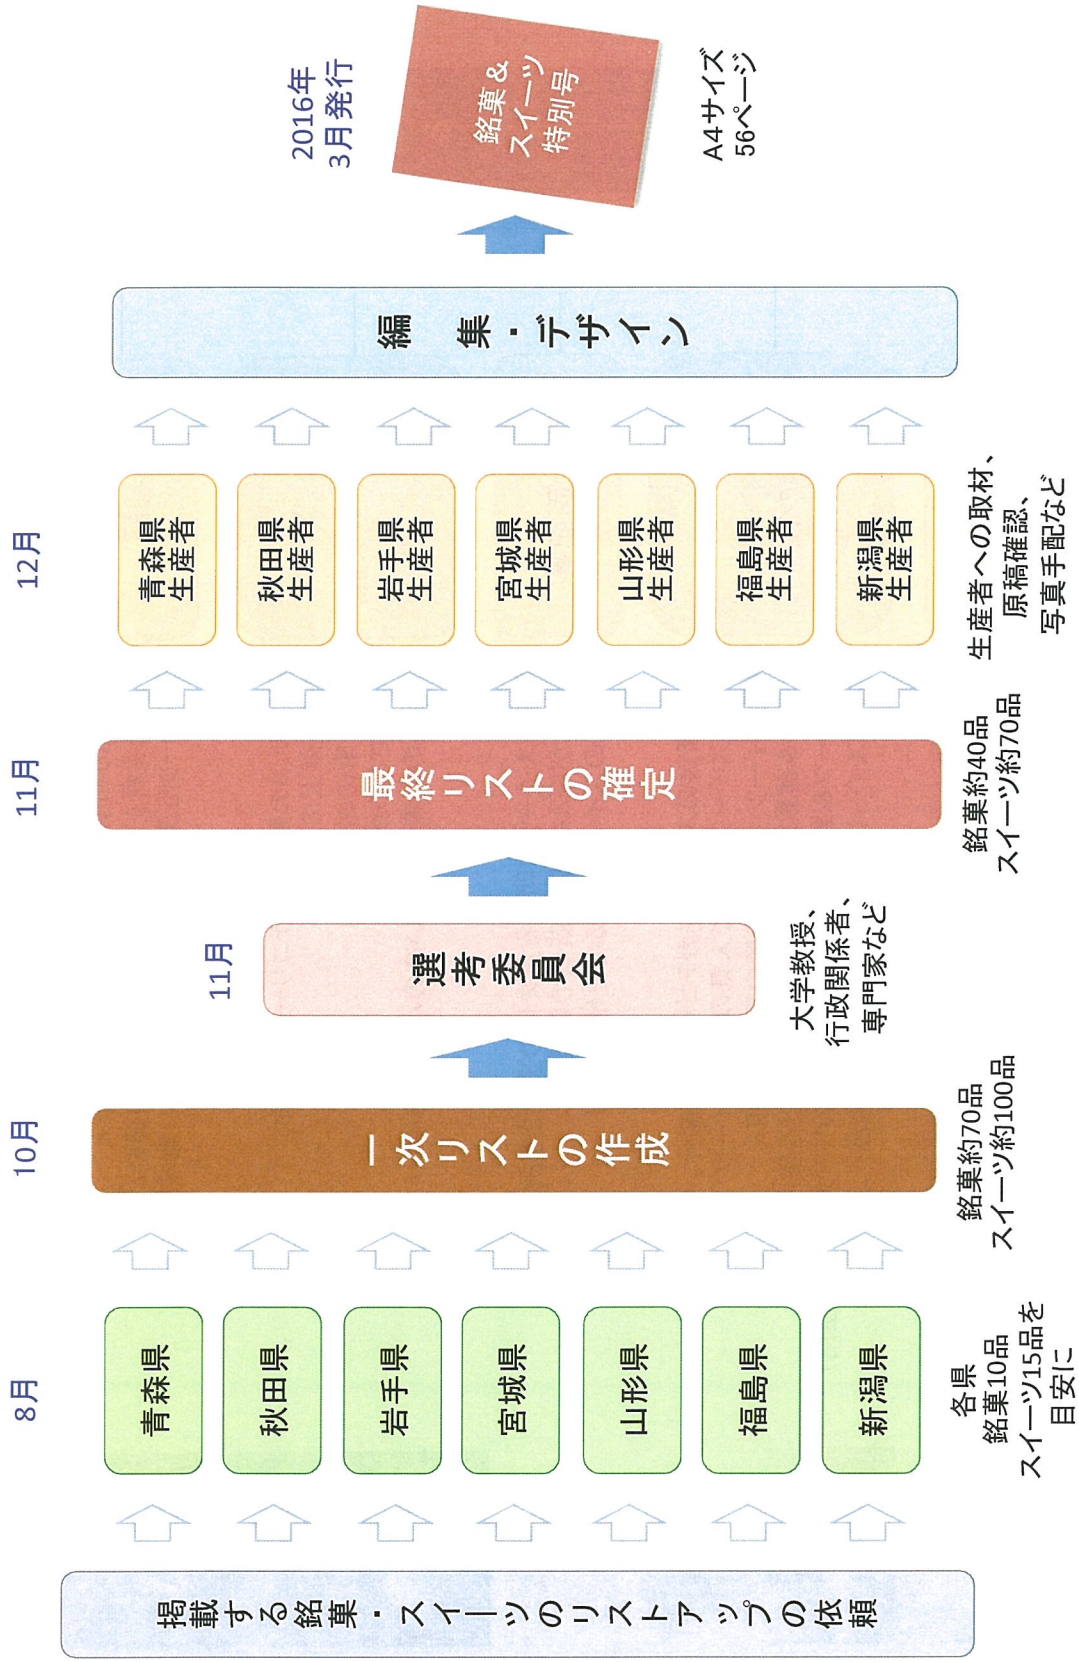 掲載する銘菓・スイーツのリストアップの依頼
8月
青森県
秋田県
岩手県
宮城県
山形県
福島県
新潟県
各県
銘菓10品
スイーツ15品を
目安に
10月
一次リストの作成
銘菓約70品
スイーツ約100品
11月
選考委員会
大学教授、
行政関係者、
専門家など
11月
最終リストの確定
銘菓約40品
スイーツ約70品
12月
青森県
生産者
秋田県
生産者
岩手県
生産者
宮城県
生産者
山形県
生産者
福島県
生産者
新潟県
生産者
生産者への取材、
原稿確認、
写真手配など
編 集・デザイン
2016年
3月発行
銘菓&
スイーツ
特別号
A4サイズ
56ページ